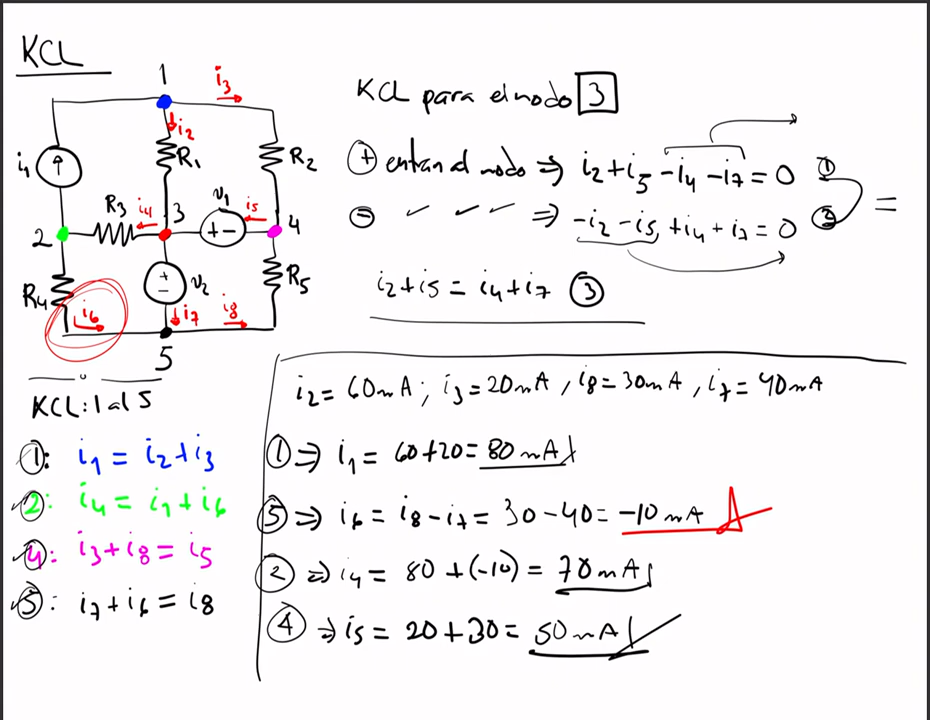 KCL
1
i3
i2
R1
R2
i1
v1
R3
i4
3
i5
2
4
+ -
R4
+
-
v2
R5
i6
i7
i8
5
KCL para el nodo 3
+ entran al nodo ⇒ i2 + i5 - i4 - i7 = 0 ①
- ✓ ✓ ✓ ⇒ -i2 - i5 + i4 + i7 = 0 ② =
i2 + i5 = i4 + i7 ③
KCL: 1 al 5
①: i1 = i2 + i3
②: i4 = i1 + i6
④: i3 + i8 = i5
⑤: i7 + i6 = i8
i2 = 60mA ; i3 = 20mA , i8 = 30mA , i7 = 40mA
① ⇒ i1 = 60+20 = 80 mA
⑤ ⇒ i6 = i8 - i7 = 30 - 40 = -10 mA
② ⇒ i4 = 80 + (-10) = 70 mA
④ ⇒ i5 = 20 + 30 = 50 mA